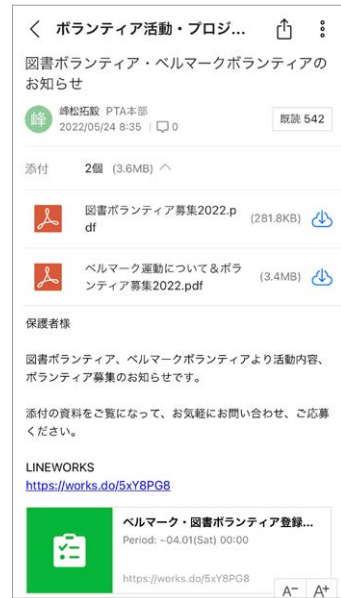 ボランティア活動・プロジ...
図書ボランティア・ベルマークボランティアの
お知らせ
峰
峰松拓毅 PTA本部
2022/05/24 8:35 0
既読 542
添付 2個 (3.6MB)
図書ボランティア募集2022.p
df
(281.8KB)
ベルマーク運動について&ボラ
ンティア募集2022.pdf
(3.4MB)
保護者様
図書ボランティア、ベルマークボランティアより活動内容、
ボランティア募集のお知らせです。
添付の資料をご覧になって、お気軽にお問い合わせ、ご応募
ください。
LINEWORKS
https://works.do/5xY8PG8
ベルマーク・図書ボランティア登録...
Period: ~04.01(Sat) 00:00
https://works.do/5xY8PG8
A− A+